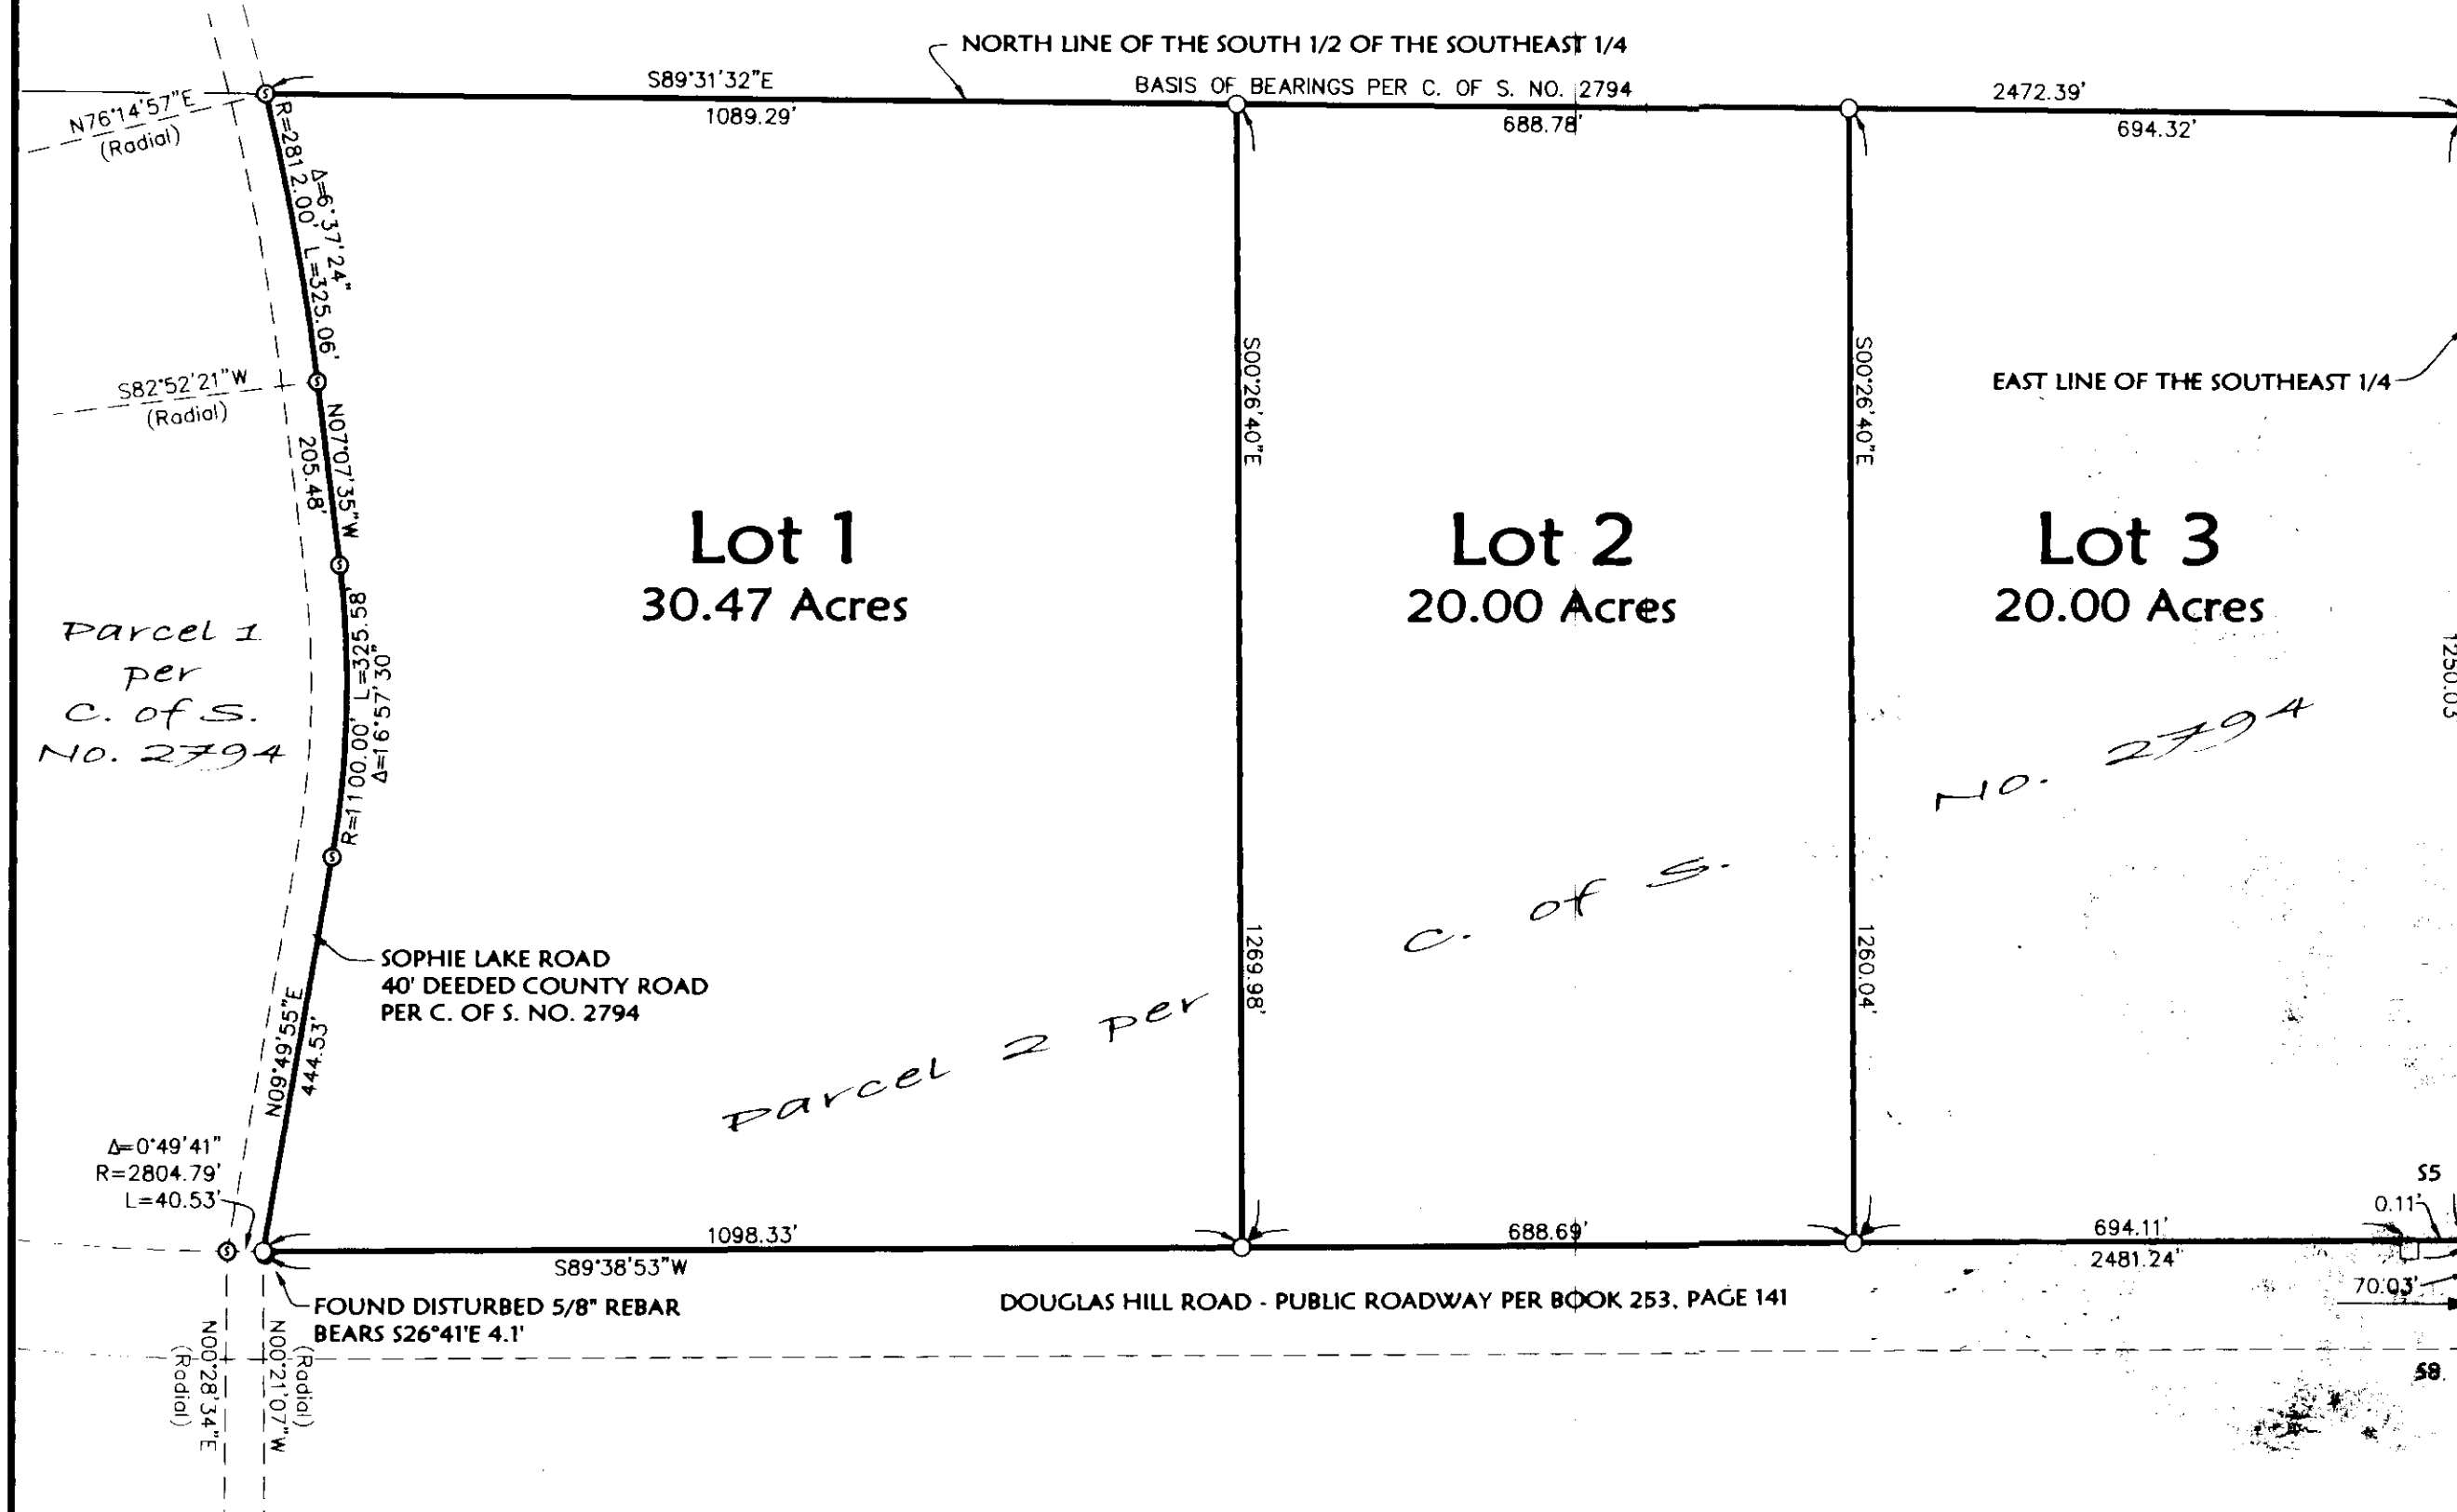 NORTH LINE OF THE SOUTH 1/2 OF THE SOUTHEAST 1/4
S89°31'32"E
BASIS OF BEARINGS PER C. OF S. NO. 2794
2472.39'
1089.29'
688.78'
694.32'
N76°14'57"E
(Radial)
R=2812.00' L=325.06'
Δ=6°37'24"
S82°52'21"W
(Radial)
N07°07'35"W
205.48'
S00°26'40"E
S00°26'40"E
EAST LINE OF THE SOUTHEAST 1/4
Lot 1
30.47 Acres
Lot 2
20.00 Acres
Lot 3
20.00 Acres
Parcel 1
per
C. of S.
No. 2794
R=1100.00' L=325.58'
Δ=16°57'30"
1250.03'
Parcel 2 per C. of S. No. 2794
SOPHIE LAKE ROAD
40' DEEDED COUNTY ROAD
PER C. OF S. NO. 2794
1269.98'
1260.04'
N09°49'55"E
444.53'
Δ=0°49'41"
R=2804.79'
L=40.53'
S5
0.11'
1098.33'
688.69'
694.11'
S89°38'53"W
2481.24'
70.03'
FOUND DISTURBED 5/8" REBAR
BEARS S26°41'E 4.1'
DOUGLAS HILL ROAD - PUBLIC ROADWAY PER BOOK 253, PAGE 141
N00°28'34"E
(Radial)
N00°21'07"W
(Radial)
S8